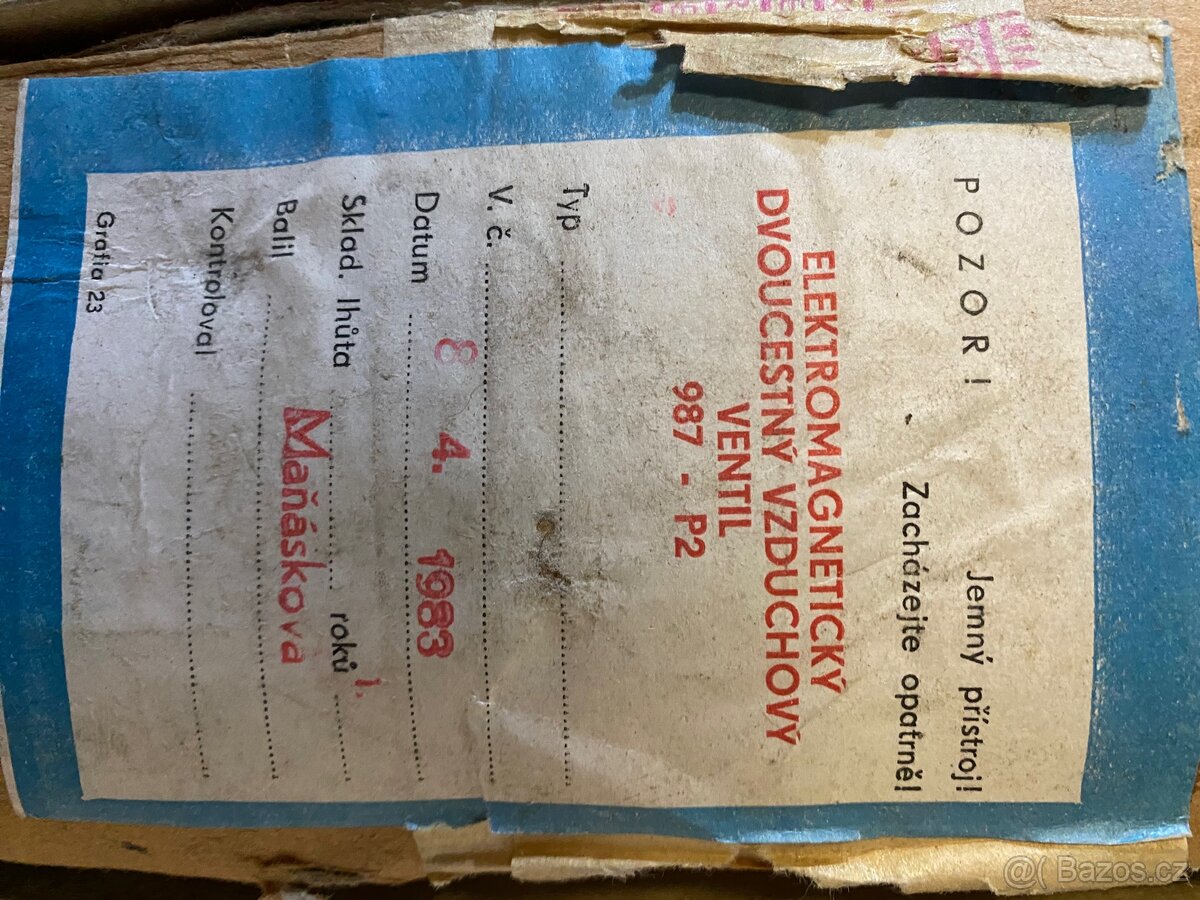 POZOR! Jemný přístroj!
Zacházejte opatrně!
ELEKTROMAGNETICKÝ
DVOUCESTNÝ VZDUCHOVÝ
VENTIL
987 - P2
Typ
V. č.
Datum 8 4. 1983
Sklad. lhůta roků 1.
Balil Maňásková
Kontroloval
Grafia 23
@( Bazos.cz